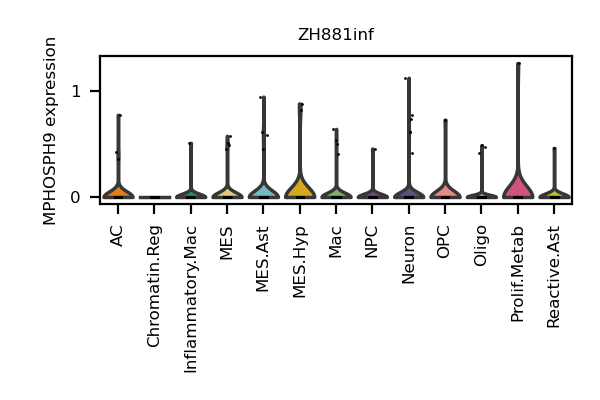 ZH881inf
MPHOSPH9 expression
1
0
AC
Chromatin.Reg
Inflammatory.Mac
MES
MES.Ast
MES.Hyp
Mac
NPC
Neuron
OPC
Oligo
Prolif.Metab
Reactive.Ast